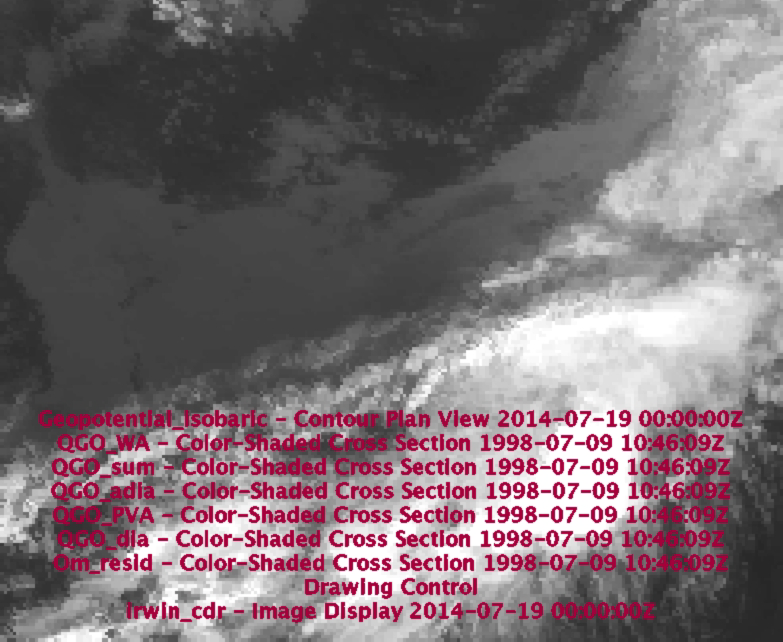 Geopotential_isobaric - Contour Plan View 2014-07-19 00:00:00Z
QGO_WA - Color-Shaded Cross Section 1998-07-09 10:46:09Z
QGO_sum - Color-Shaded Cross Section 1998-07-09 10:46:09Z
QGO_adia - Color-Shaded Cross Section 1998-07-09 10:46:09Z
QGO_PVA - Color-Shaded Cross Section 1998-07-09 10:46:09Z
QGO_dia - Color-Shaded Cross Section 1998-07-09 10:46:09Z
Om_resid - Color-Shaded Cross Section 1998-07-09 10:46:09Z
Drawing Control
irwin_cdr - Image Display 2014-07-19 00:00:00Z